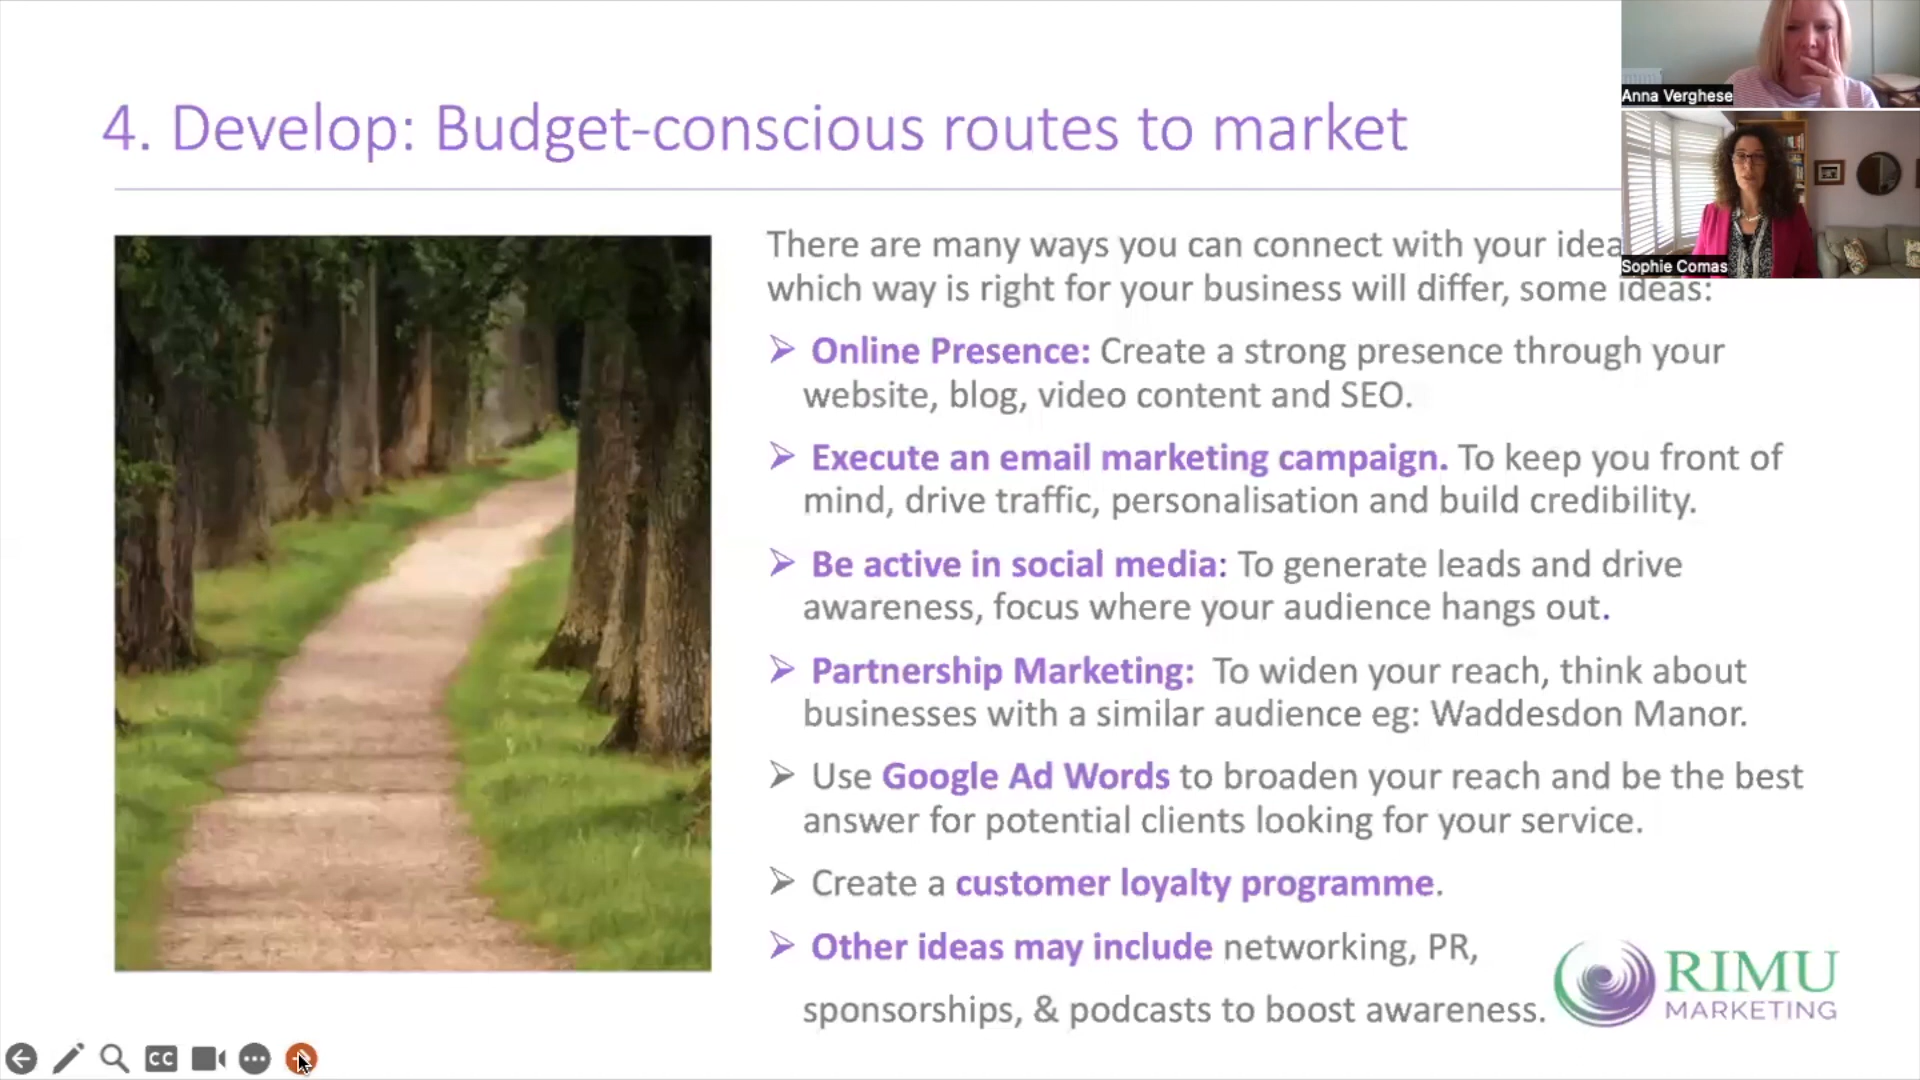 4. Develop: Budget-conscious routes to market
Anna Verghese
Sophie Comas
There are many ways you can connect with your
which way is right for your business will differ, some ideas:
➢ Online Presence: Create a strong presence through your
website, blog, video content and SEO.
➢ Execute an email marketing campaign. To keep you front of
mind, drive traffic, personalisation and build credibility.
➢ Be active in social media: To generate leads and drive
awareness, focus where your audience hangs out.
➢ Partnership Marketing: To widen your reach, think about
businesses with a similar audience eg: Waddesdon Manor.
➢ Use Google Ad Words to broaden your reach and be the best
answer for potential clients looking for your service.
➢ Create a customer loyalty programme.
➢ Other ideas may include networking, PR,
sponsorships, & podcasts to boost awareness.
RIMU
MARKETING
CC